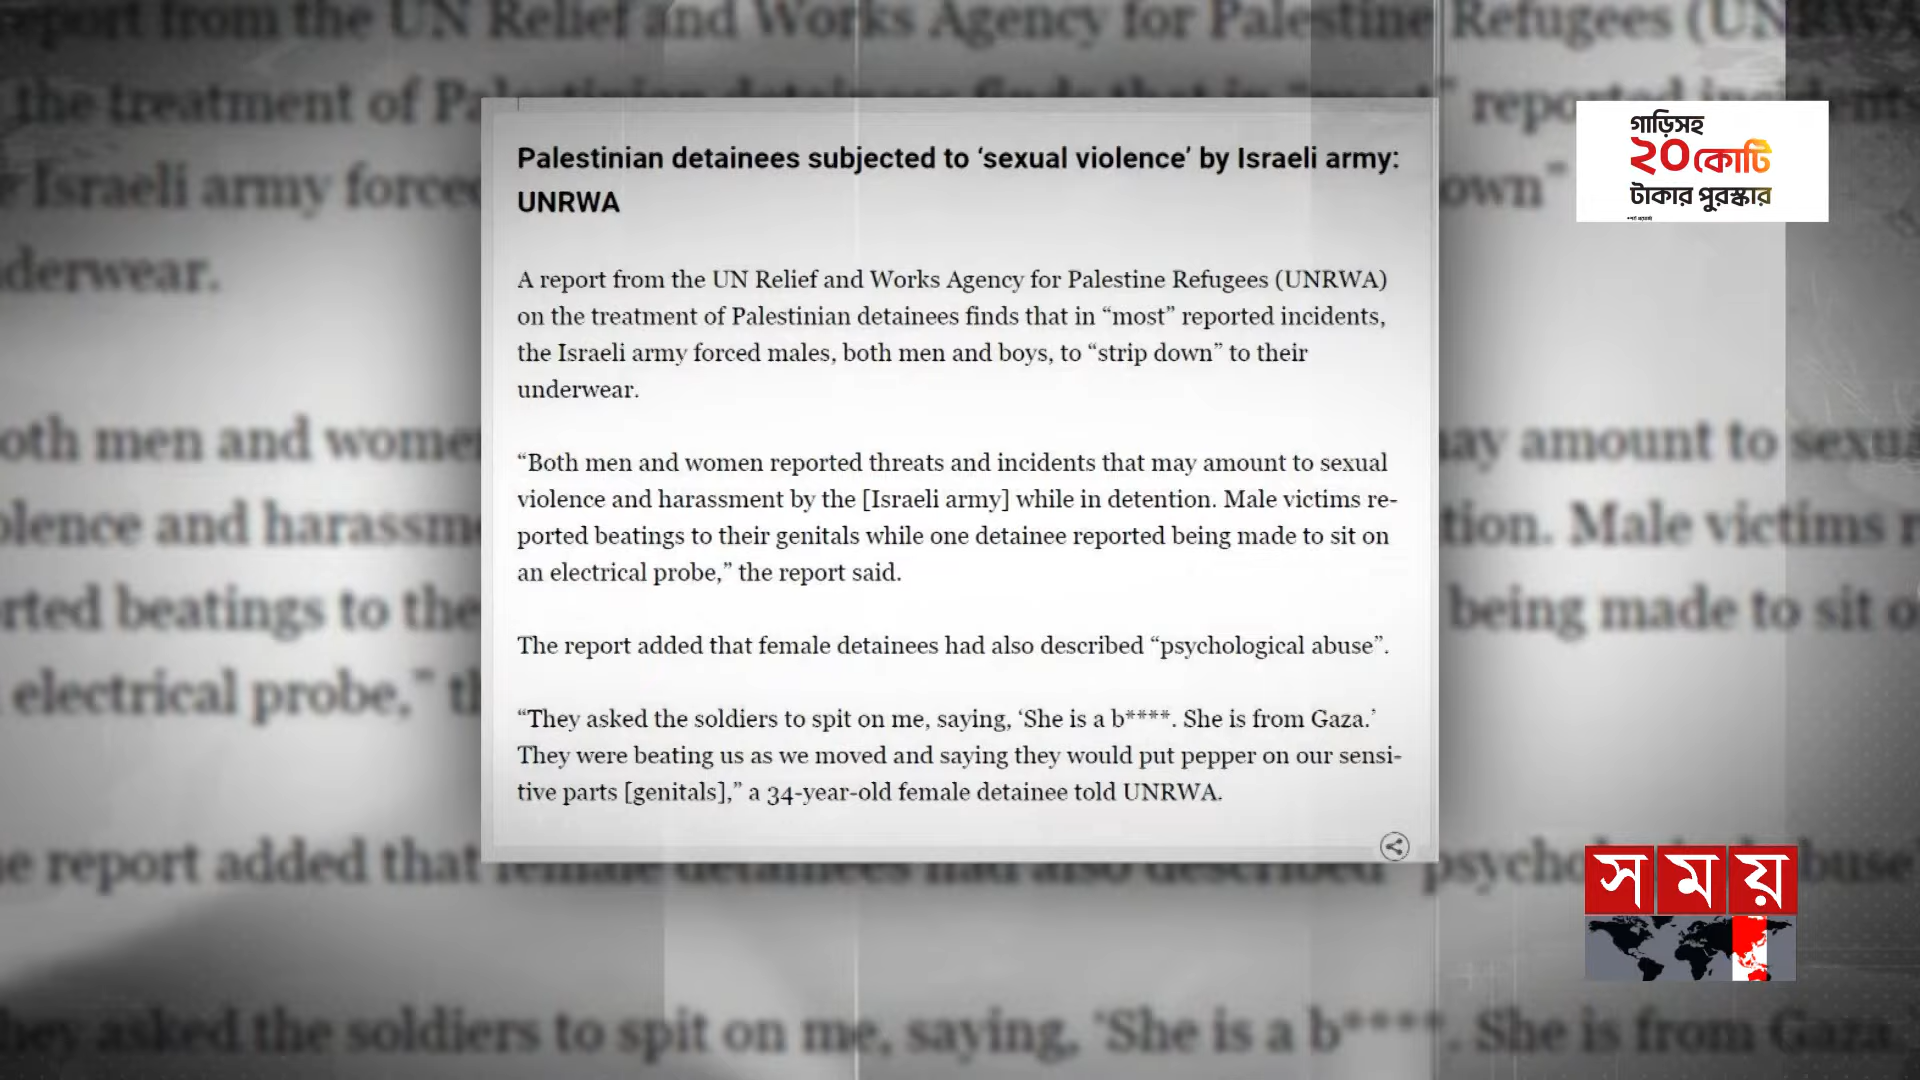 Palestinian detainees subjected to ‘sexual violence’ by Israeli army:
UNRWA
A report from the UN Relief and Works Agency for Palestine Refugees (UNRWA)
on the treatment of Palestinian detainees finds that in “most” reported incidents,
the Israeli army forced males, both men and boys, to “strip down” to their
underwear.
“Both men and women reported threats and incidents that may amount to sexual
violence and harassment by the [Israeli army] while in detention. Male victims re-
ported beatings to their genitals while one detainee reported being made to sit on
an electrical probe,” the report said.
The report added that female detainees had also described “psychological abuse”.
“They asked the soldiers to spit on me, saying, ‘She is a b****. She is from Gaza.’
They were beating us as we moved and saying they would put pepper on our sensi-
tive parts [genitals],” a 34-year-old female detainee told UNRWA.
গাড়িসহ
২০ কোটি
টাকার পুরস্কার
সময়